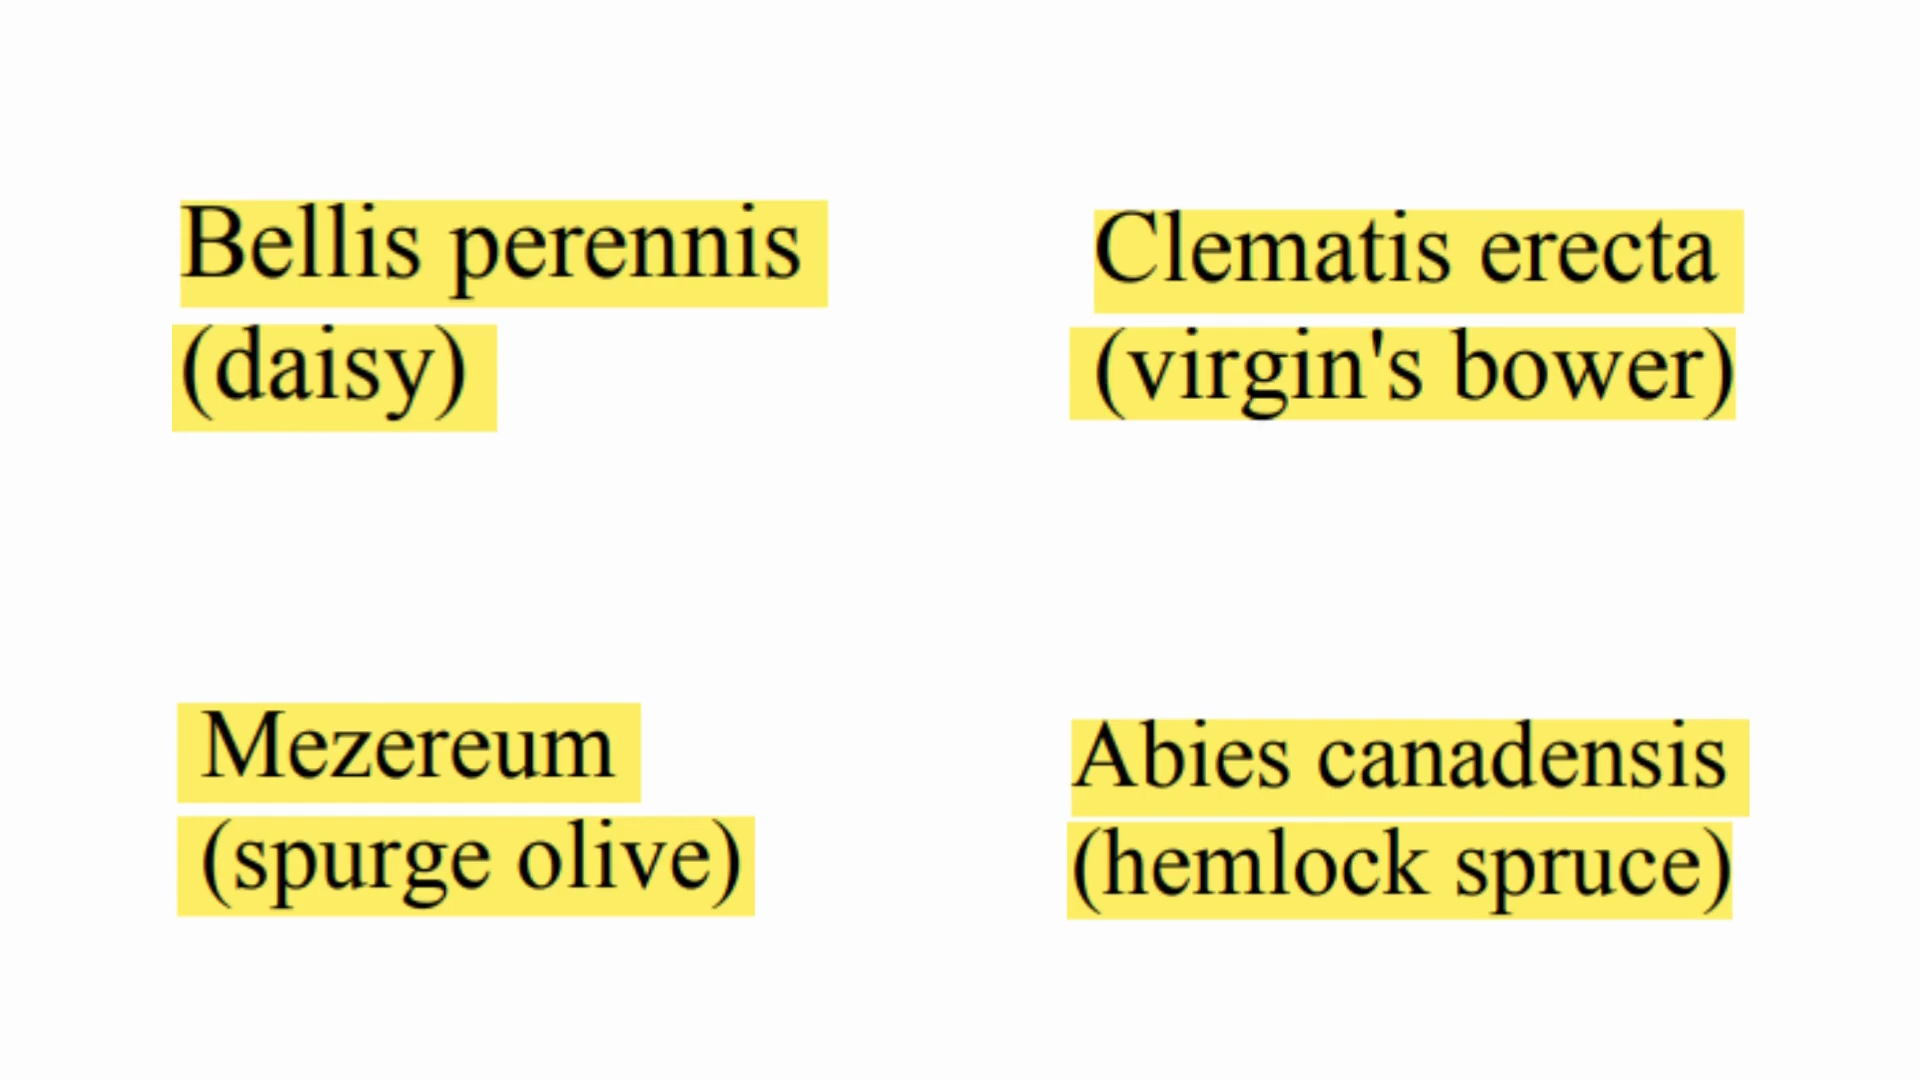 Bellis perennis
(daisy)
Clematis erecta
(virgin's bower)
Mezereum
(spurge olive)
Abies canadensis
(hemlock spruce)